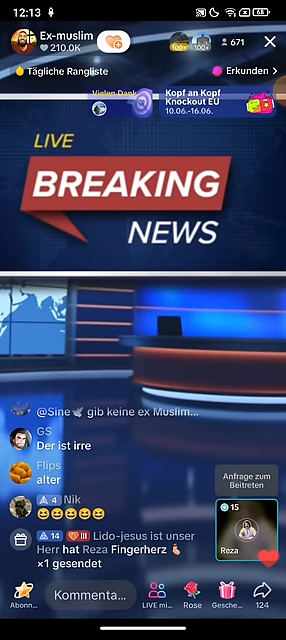 12:13
68
Ex-muslim
210.0K
100+
100+
671
Tägliche Rangliste
Erkunden >
Vielen Dank
Kopf an Kopf
Knockout EU
10.06.-16.06.
LIVE
BREAKING
NEWS
@Sine🕊 gib keine ex Muslim...
GS
Der ist irre
Flips
alter
4 Nik
😄😄😄😄😄
14 III Lido-jesus ist unser
Herr hat Reza Fingerherz
×1 gesendet
Anfrage zum
Beitreten
15
Reza
Abonn...
Kommenta...
LIVE mi...
Rose
Gesche...
124